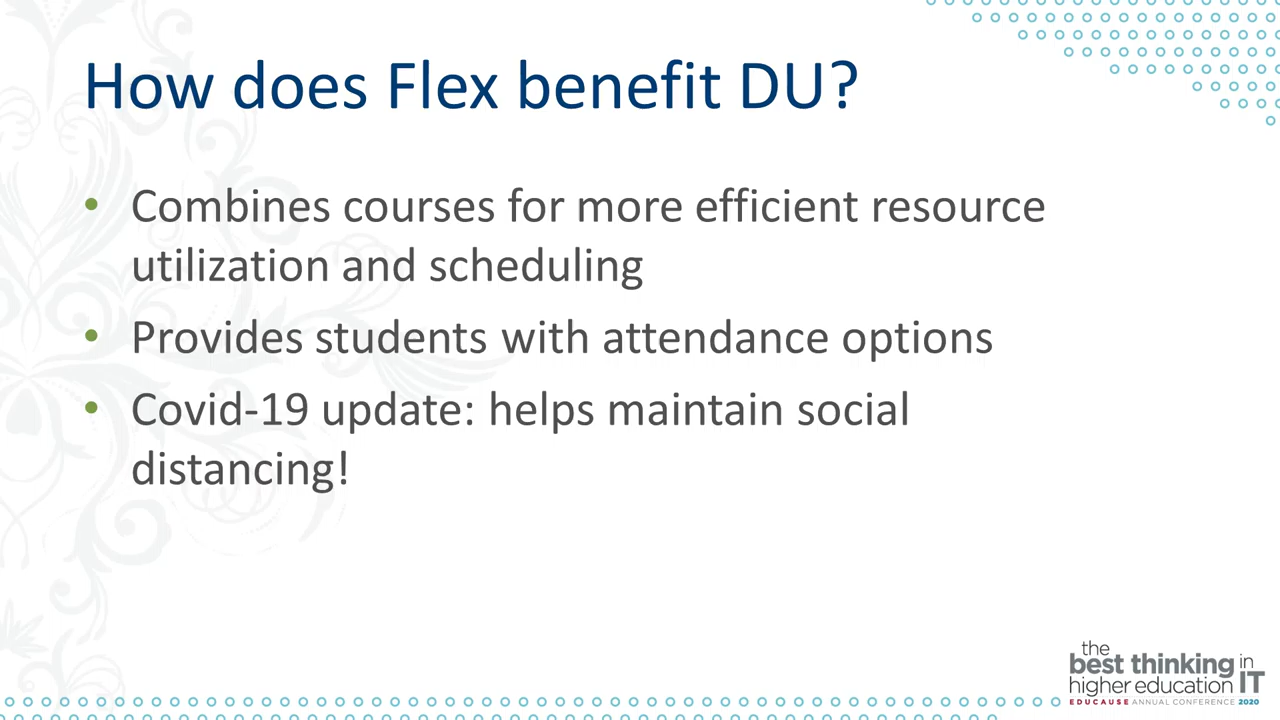 How does Flex benefit DU?
• Combines courses for more efficient resource
utilization and scheduling
• Provides students with attendance options
• Covid-19 update: helps maintain social
distancing!
the
best thinking in
higher education IT
EDUCAUSE ANNUAL CONFERENCE 2020